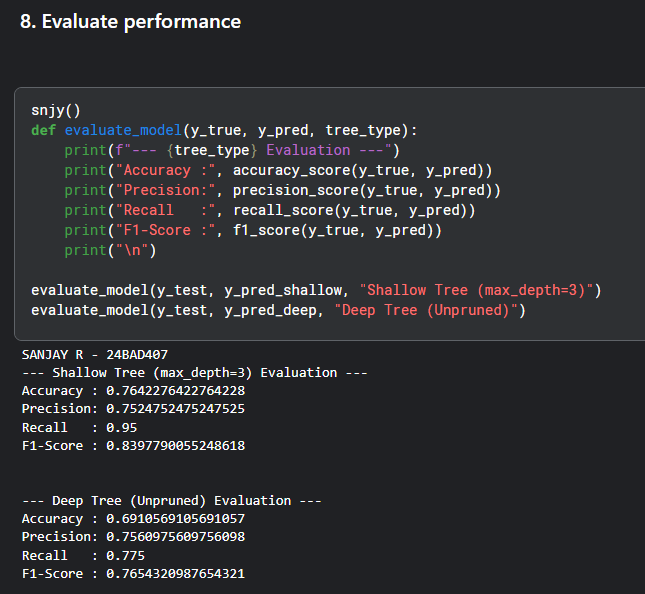 8. Evaluate performance
snjy()
def evaluate_model(y_true, y_pred, tree_type):
    print(f"--- {tree_type} Evaluation ---")
    print("Accuracy :", accuracy_score(y_true, y_pred))
    print("Precision:", precision_score(y_true, y_pred))
    print("Recall   :", recall_score(y_true, y_pred))
    print("F1-Score :", f1_score(y_true, y_pred))
    print("\n")
evaluate_model(y_test, y_pred_shallow, "Shallow Tree (max_depth=3)")
evaluate_model(y_test, y_pred_deep, "Deep Tree (Unpruned)")
SANJAY R - 24BAD407
--- Shallow Tree (max_depth=3) Evaluation ---
Accuracy : 0.7642276422764228
Precision: 0.7524752475247525
Recall   : 0.95
F1-Score : 0.8397790055248618
--- Deep Tree (Unpruned) Evaluation ---
Accuracy : 0.6910569105691057
Precision: 0.7560975609756098
Recall   : 0.775
F1-Score : 0.7654320987654321